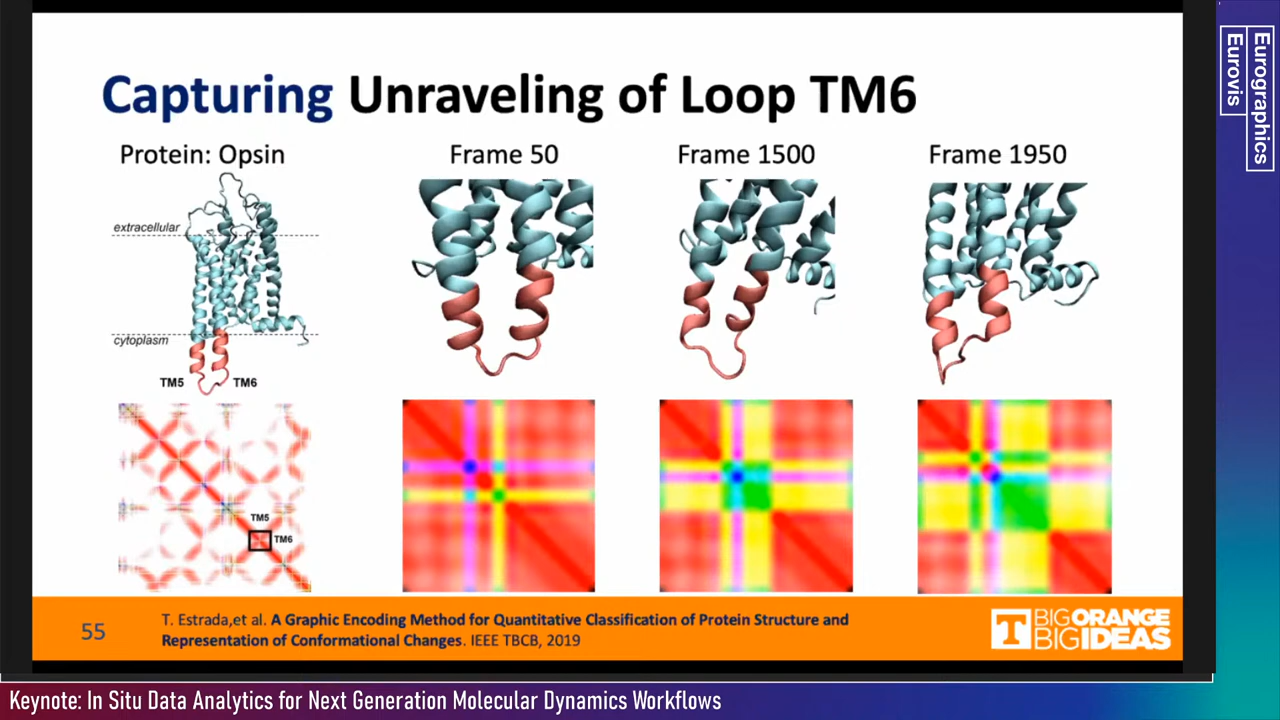 Capturing Unraveling of Loop TM6
Protein: Opsin
Frame 50
Frame 1500
Frame 1950
extracellular
cytoplasm
TM5
TM6
TM5
TM6
55
T. Estrada,et al. A Graphic Encoding Method for Quantitative Classification of Protein Structure and
Representation of Conformational Changes. IEEE TBCB, 2019
T
BIG ORANGE
BIG IDEAS
Eurographics
Eurovis
Keynote: In Situ Data Analytics for Next Generation Molecular Dynamics Workflows